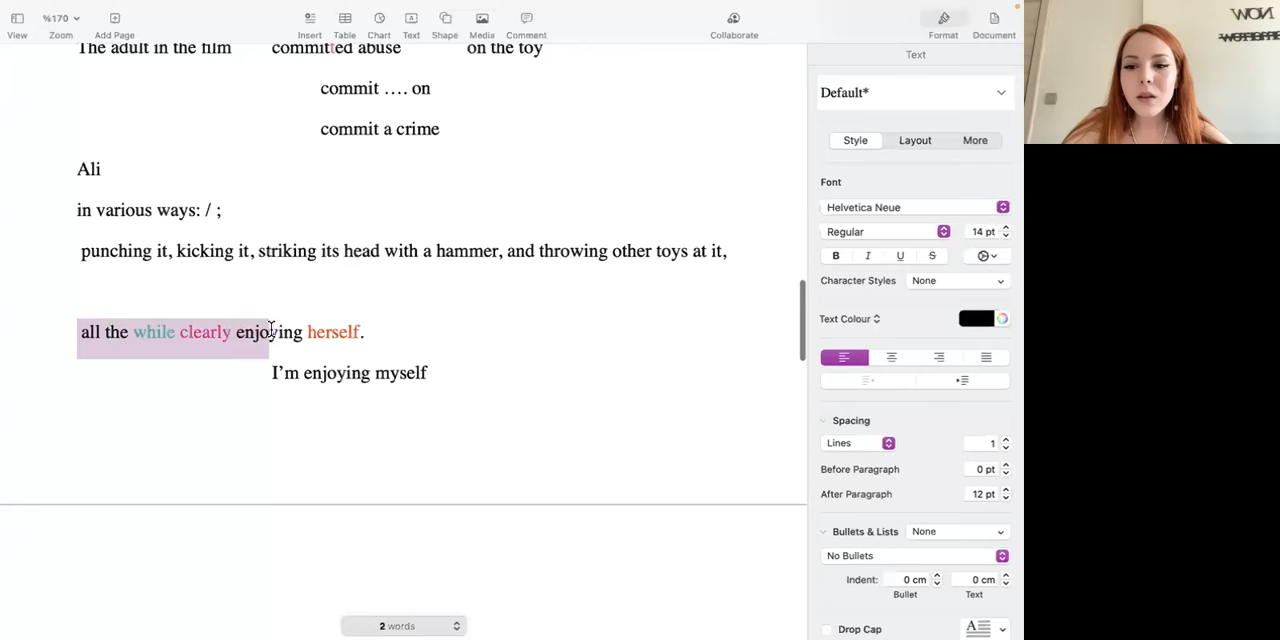 %170
View
Zoom
Add Page
Insert
Table
Chart
Text
Shape
Media
Comment
Collaborate
Format
Document
NOW
The adult in the film committed abuse on the toy
commit .... on
commit a crime
Ali
in various ways: / ;
punching it, kicking it, striking its head with a hammer, and throwing other toys at it,
all the while clearly enjoying herself.
I'm enjoying myself
2 words
Text
Default*
Style Layout More
Font
Helvetica Neue
Regular 14 pt
B I U S
Character Styles None
Text Colour
Spacing
Lines 1
Before Paragraph 0 pt
After Paragraph 12 pt
Bullets & Lists None
No Bullets
Indent: 0 cm 0 cm
Bullet Text
Drop Cap